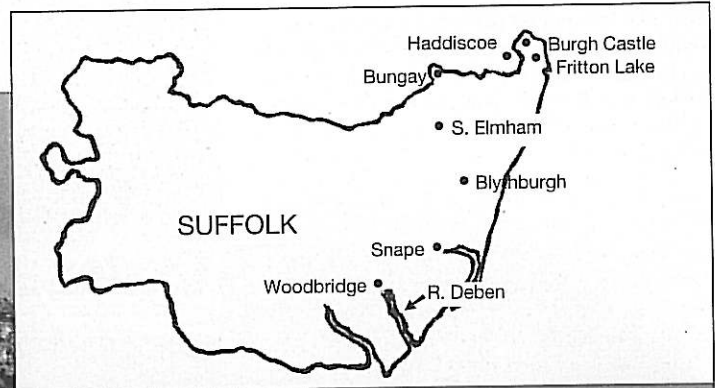 Haddiscoe
Burgh Castle
Fritton Lake
Bungay
S. Elmham
Blythburgh
SUFFOLK
Snape
Woodbridge
R. Deben